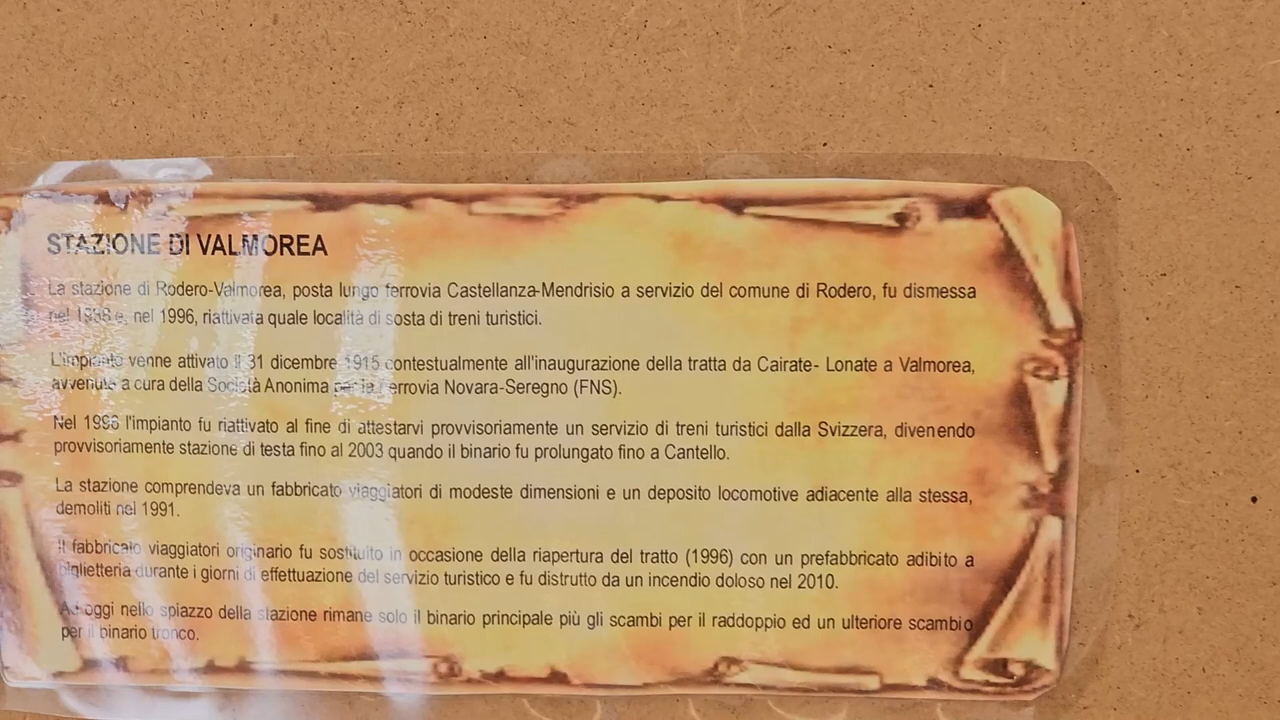 STAZIONE DI VALMOREA
La stazione di Rodero-Valmorea, posta lungo ferrovia Castellanza-Mendrisio a servizio del comune di Rodero, fu dismessa
nel e, nel 1996, riattivata quale località di sosta di treni turistici.
L'impianto venne attivato il 31 dicembre 1915 contestualmente all'inaugurazione della tratta da Cairate- Lonate a Valmorea,
avvenuta a cura della Società Anonima per la Ferrovia Novara-Seregno (FNS).
Nel 1996 l'impianto fu riattivato al fine di attestarvi provvisoriamente un servizio di treni turistici dalla Svizzera, divenendo
provvisoriamente stazione di testa fino al 2003 quando il binario fu prolungato fino a Cantello.
La stazione comprendeva un fabbricato viaggiatori di modeste dimensioni e un deposito locomotive adiacente alla stessa,
demoliti nel 1991.
Il fabbricato viaggiatori originario fu sostituito in occasione della riapertura del tratto (1996) con un prefabbricato adibito a
biglietteria durante i giorni di effettuazione del servizio turistico e fu distrutto da un incendio doloso nel 2010.
Ad oggi nello spiazzo della stazione rimane solo il binario principale più gli scambi per il raddoppio ed un ulteriore scambio
per il binario tronco.